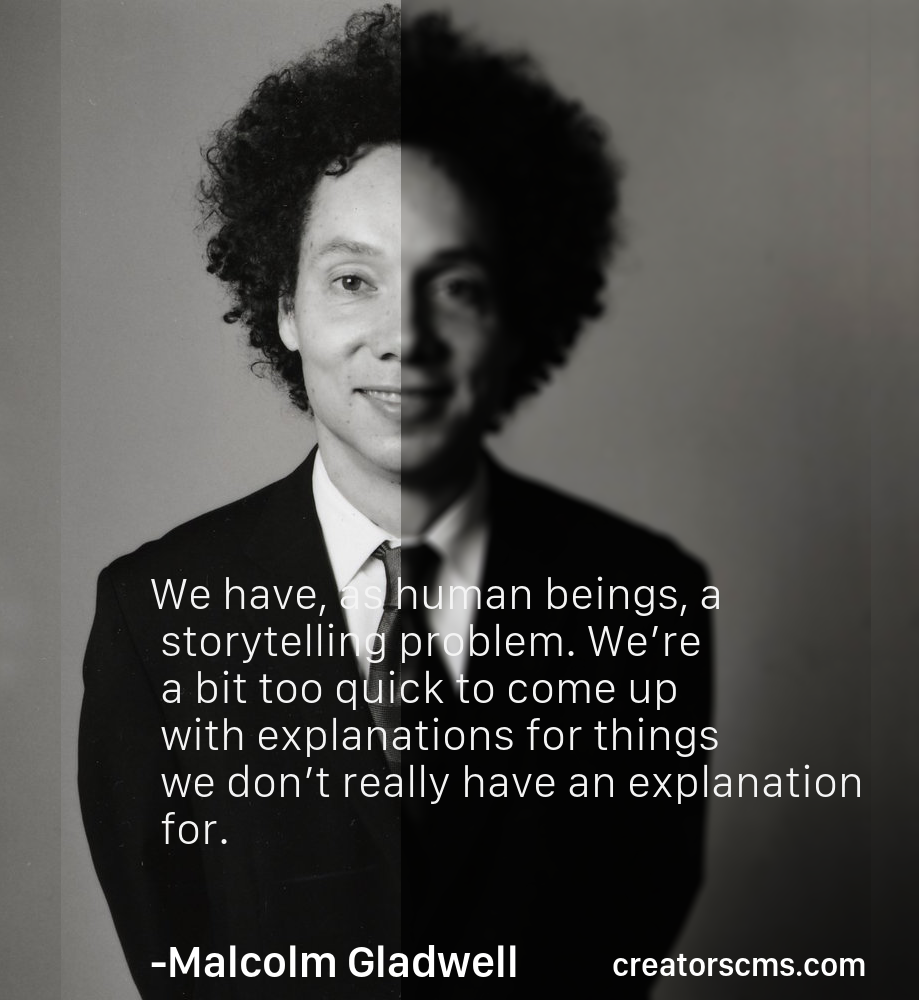 We have, as human beings, a
storytelling problem. We’re
a bit too quick to come up
with explanations for things
we don’t really have an explanation
for.
-Malcolm Gladwell
creatorscms.com